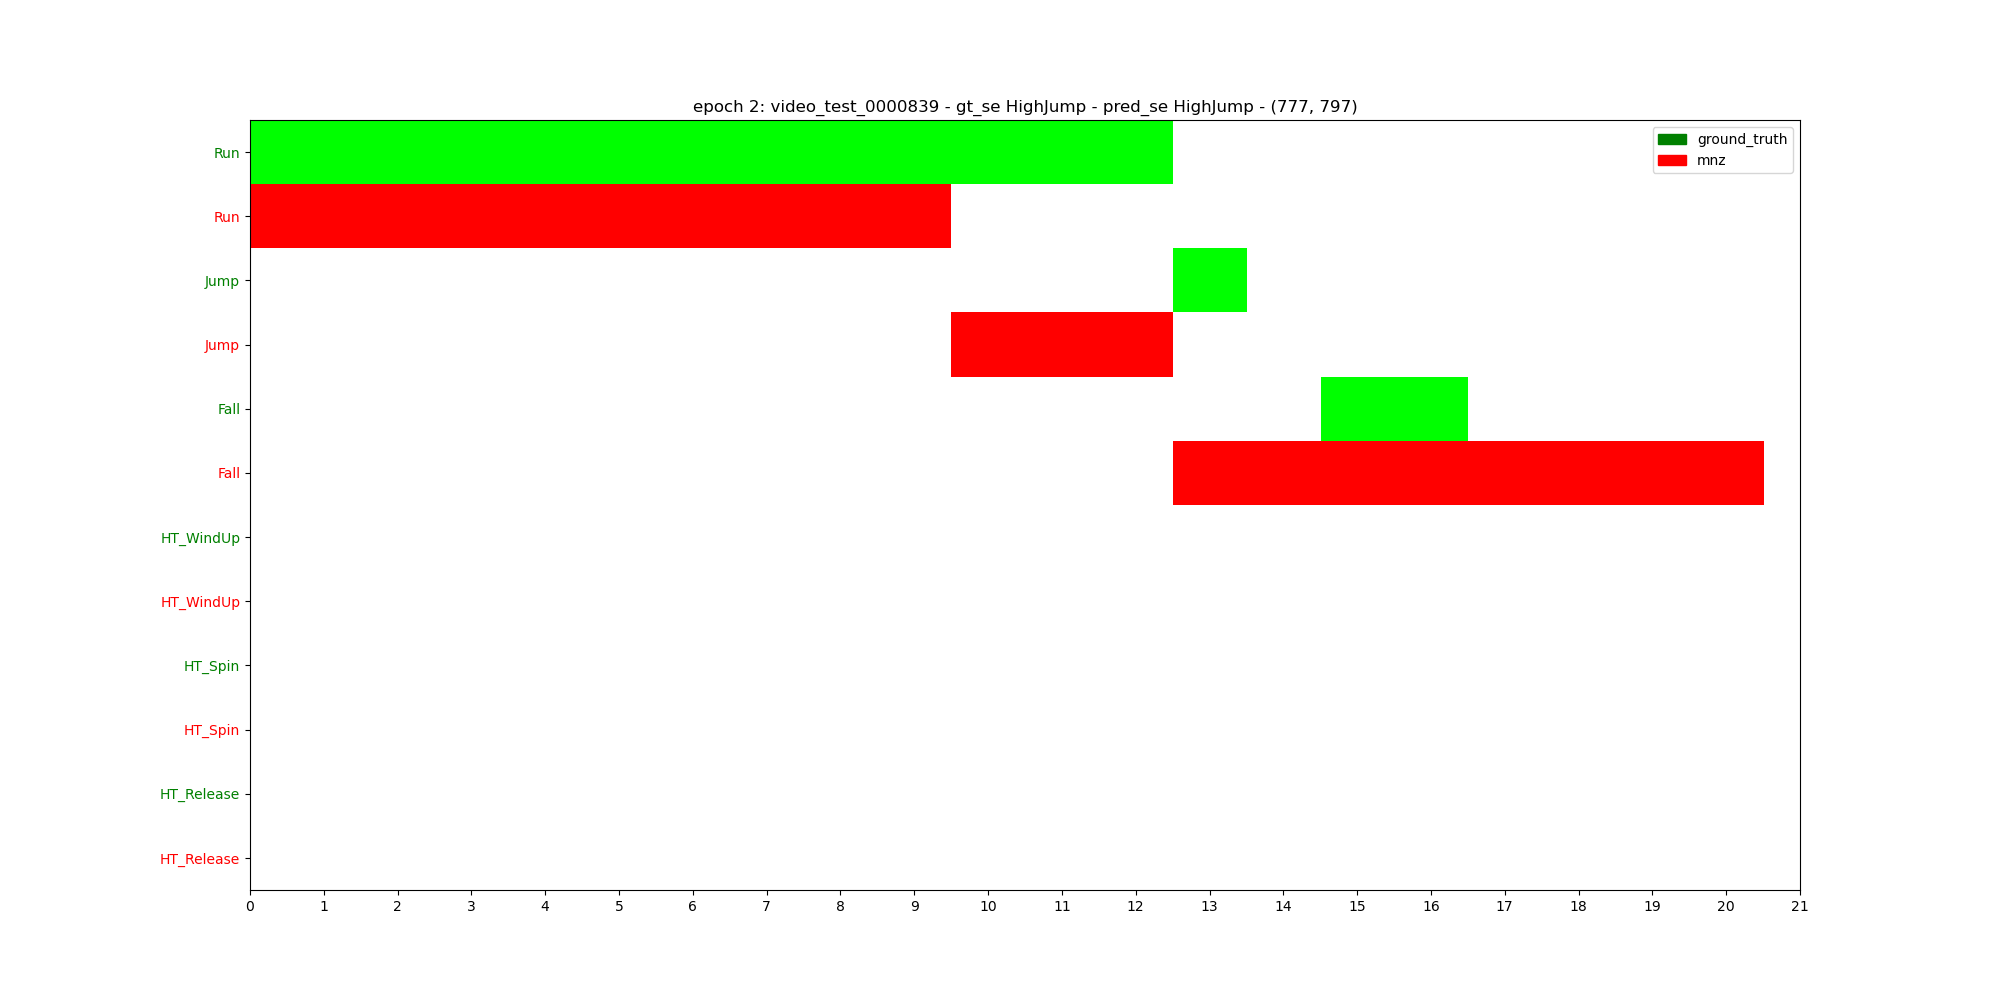 epoch 2: video_test_0000839 - gt_se HighJump - pred_se HighJump - (777, 797)
ground_truth
mnz
Run
Run
Jump
Jump
Fall
Fall
HT_WindUp
HT_WindUp
HT_Spin
HT_Spin
HT_Release
HT_Release
0 1 2 3 4 5 6 7 8 9 10 11 12 13 14 15 16 17 18 19 20 21